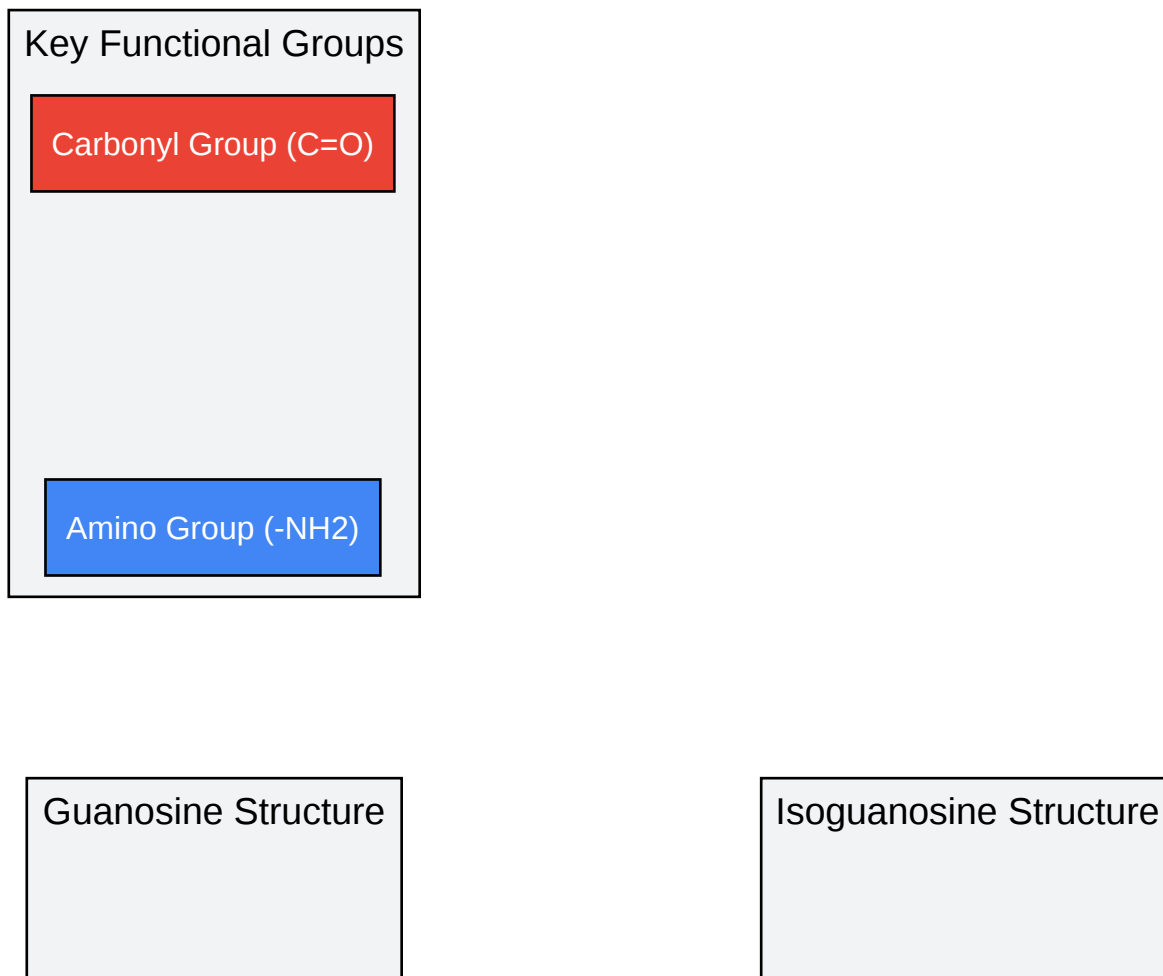 Key Functional Groups
Carbonyl Group (C=O)
Amino Group (-NH2)
Guanosine Structure
Isoguanosine Structure